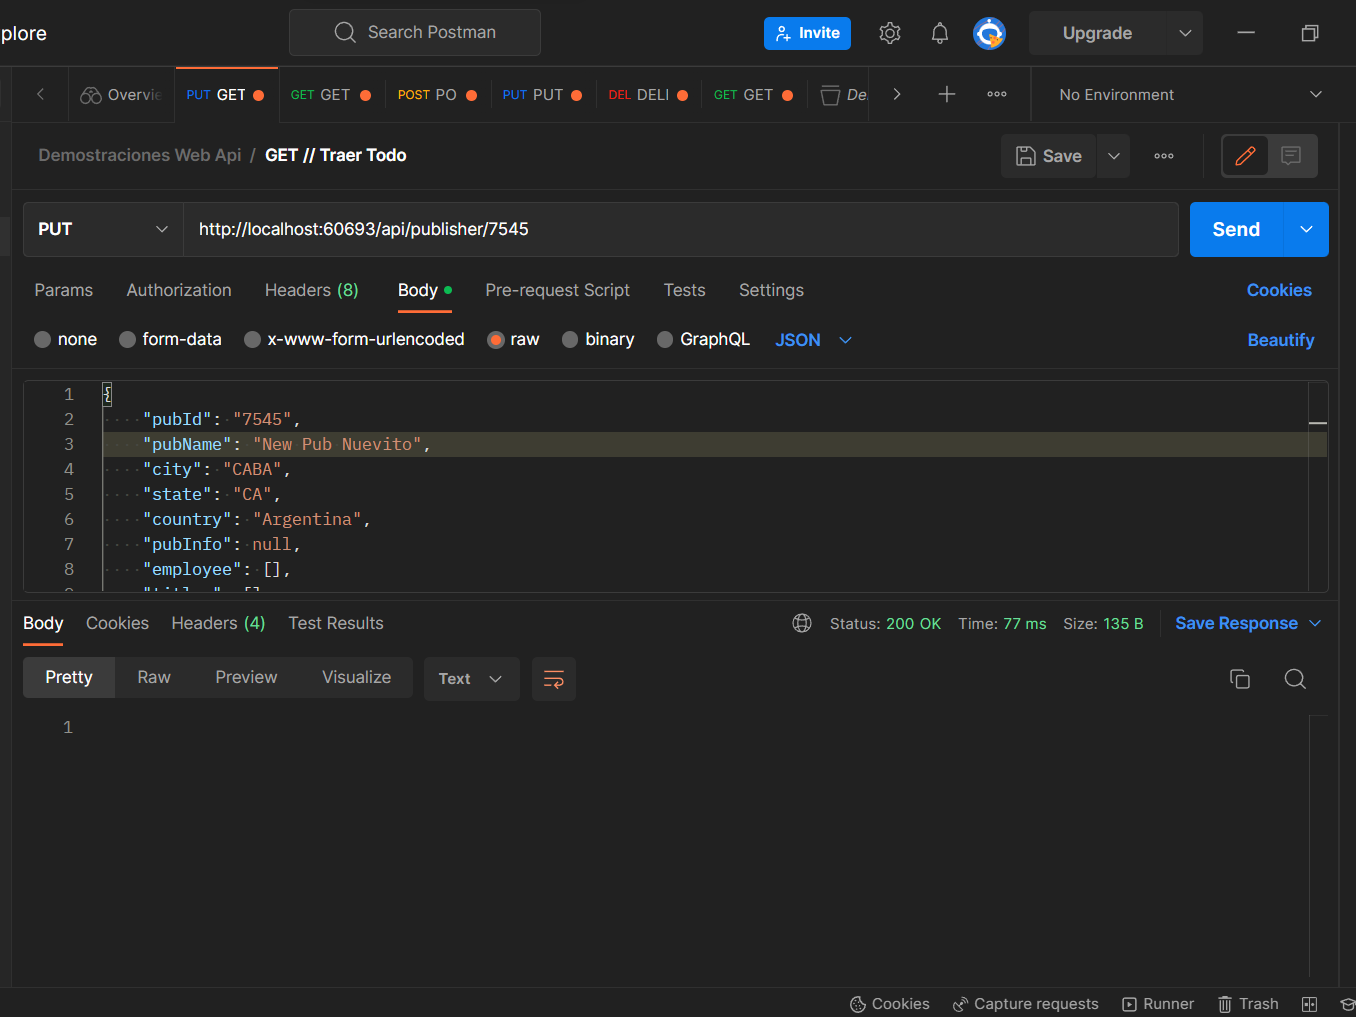 plore
Search Postman
Invite
Upgrade
Overvie
PUT GET
GET GET
POST PO
PUT PUT
DEL DELI
GET GET
De
No Environment
Demostraciones Web Api / GET // Traer Todo
Save
PUT
http://localhost:60693/api/publisher/7545
Send
Params
Authorization
Headers (8)
Body
Pre-request Script
Tests
Settings
Cookies
none
form-data
x-www-form-urlencoded
raw
binary
GraphQL
JSON
Beautify
1 {
2 "pubId": "7545",
3 "pubName": "New Pub Nuevito",
4 "city": "CABA",
5 "state": "CA",
6 "country": "Argentina",
7 "pubInfo": null,
8 "employee": [],
Body
Cookies
Headers (4)
Test Results
Status: 200 OK
Time: 77 ms
Size: 135 B
Save Response
Pretty
Raw
Preview
Visualize
Text
1
Cookies
Capture requests
Runner
Trash